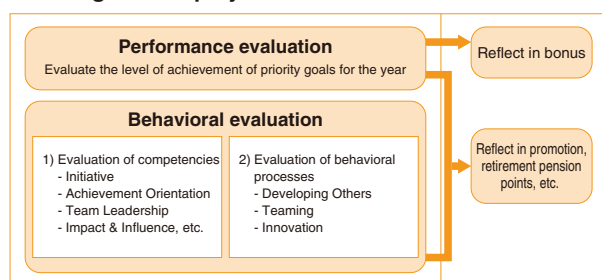 Performance evaluation
Evaluate the level of achievement of priority goals for the year
Reflect in bonus
Behavioral evaluation
1) Evaluation of competencies
- Initiative
- Achievement Orientation
- Team Leadership
- Impact & Influence, etc.
2) Evaluation of behavioral
processes
- Developing Others
- Teaming
- Innovation
Reflect in promotion,
retirement pension
points, etc.